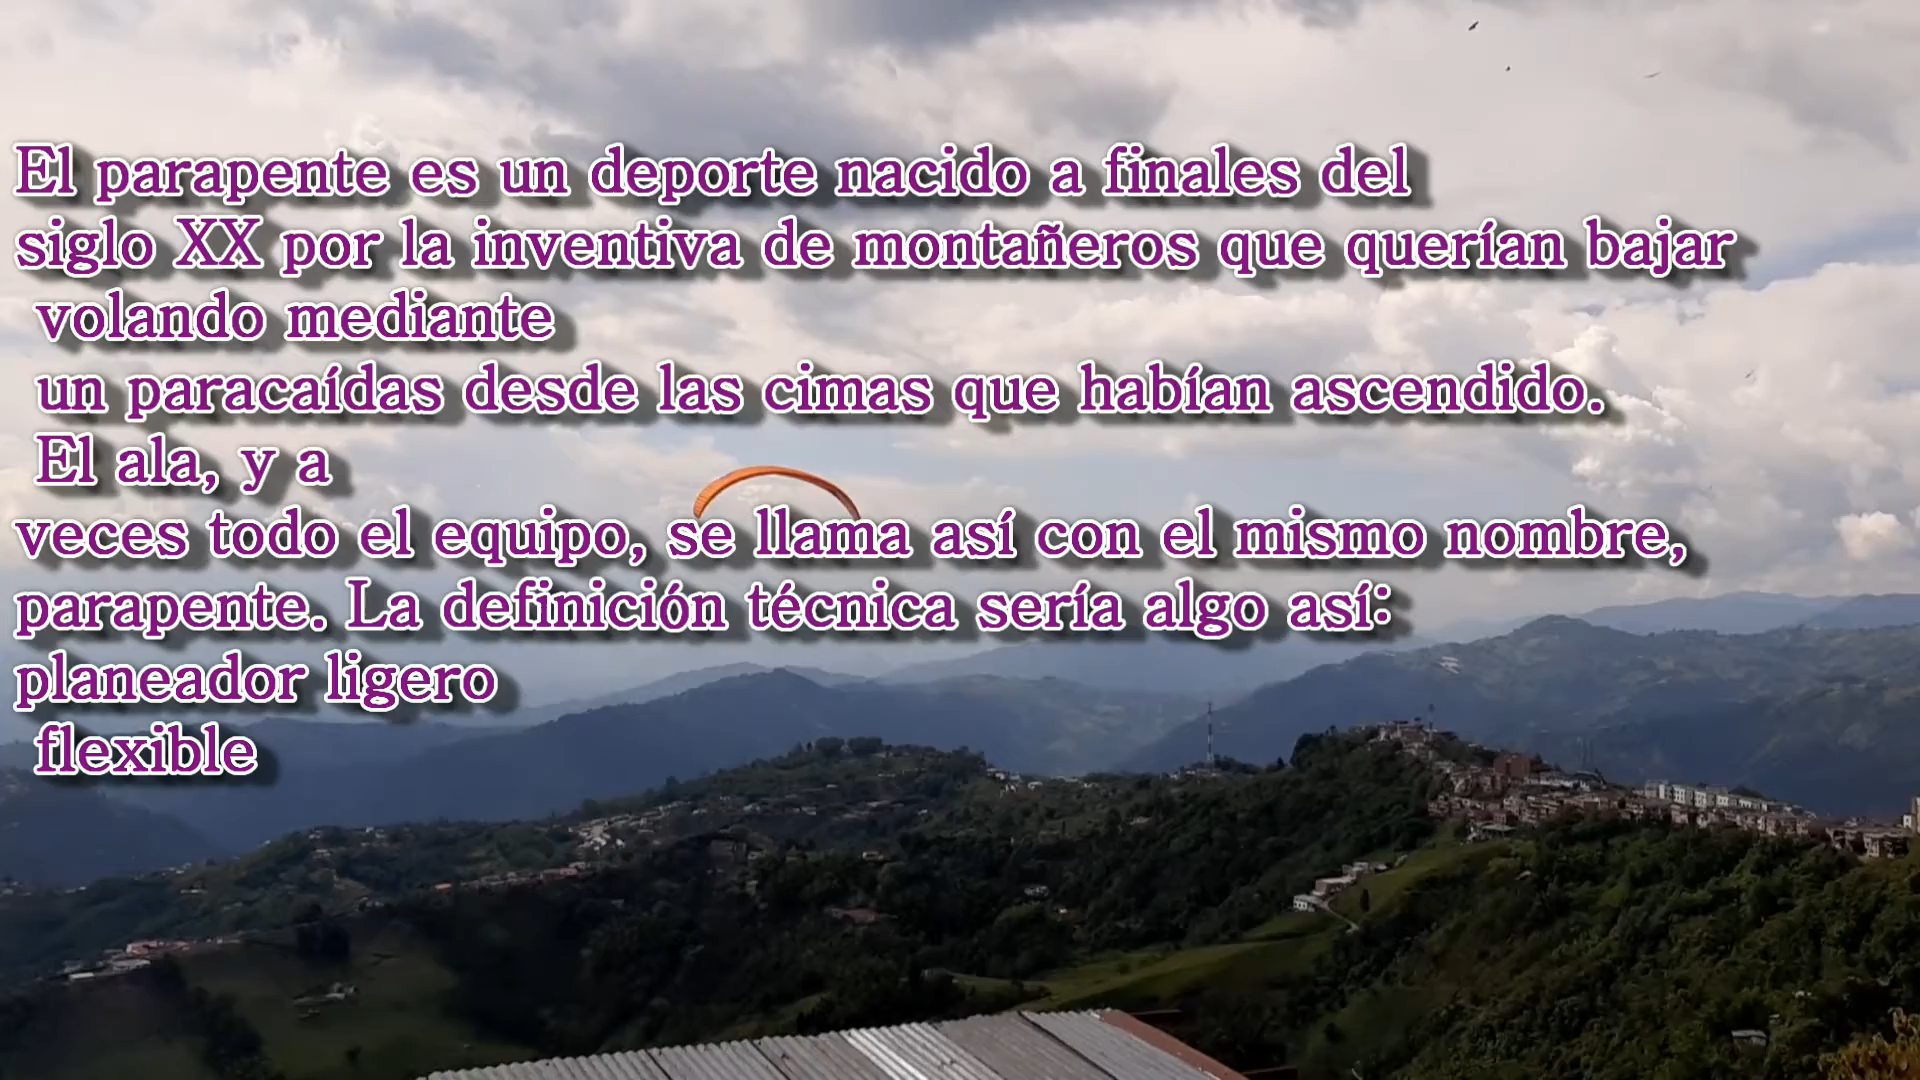 El parapente es un deporte nacido a finales del
siglo XX por la inventiva de montañeros que querían bajar
volando mediante
un paracaídas desde las cimas que habían ascendido.
El ala, y a
veces todo el equipo, se llama así con el mismo nombre,
parapente. La definición técnica sería algo así:
planeador ligero
flexible